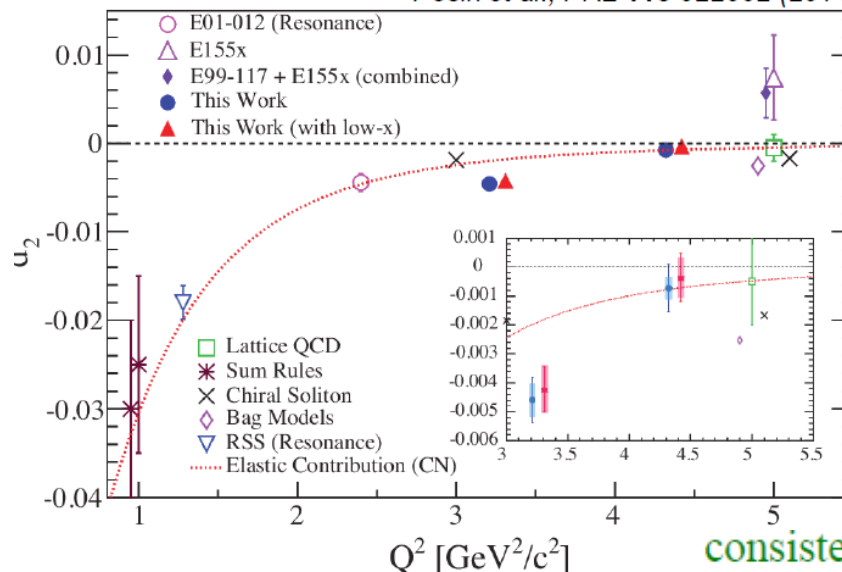 0.01
0
-0.01
-0.02
-0.03
-0.04
E01-012 (Resonance)
E155x
E99-117 + E155x (combined)
This Work
This Work (with low-x)
Lattice QCD
Sum Rules
Chiral Soliton
Bag Models
RSS (Resonance)
Elastic Contribution (CN)
0.001
0
-0.001
-0.002
-0.003
-0.004
-0.005
-0.006
3 3.5 4 4.5 5 5.5
1 2 3 4 5
Q² [GeV²/c²]